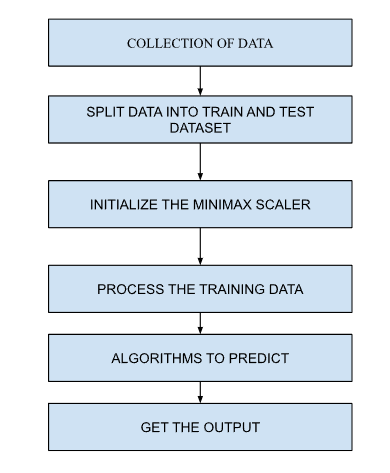 COLLECTION OF DATA
SPLIT DATA INTO TRAIN AND TEST
DATASET
INITIALIZE THE MINIMAX SCALER
PROCESS THE TRAINING DATA
ALGORITHMS TO PREDICT
GET THE OUTPUT